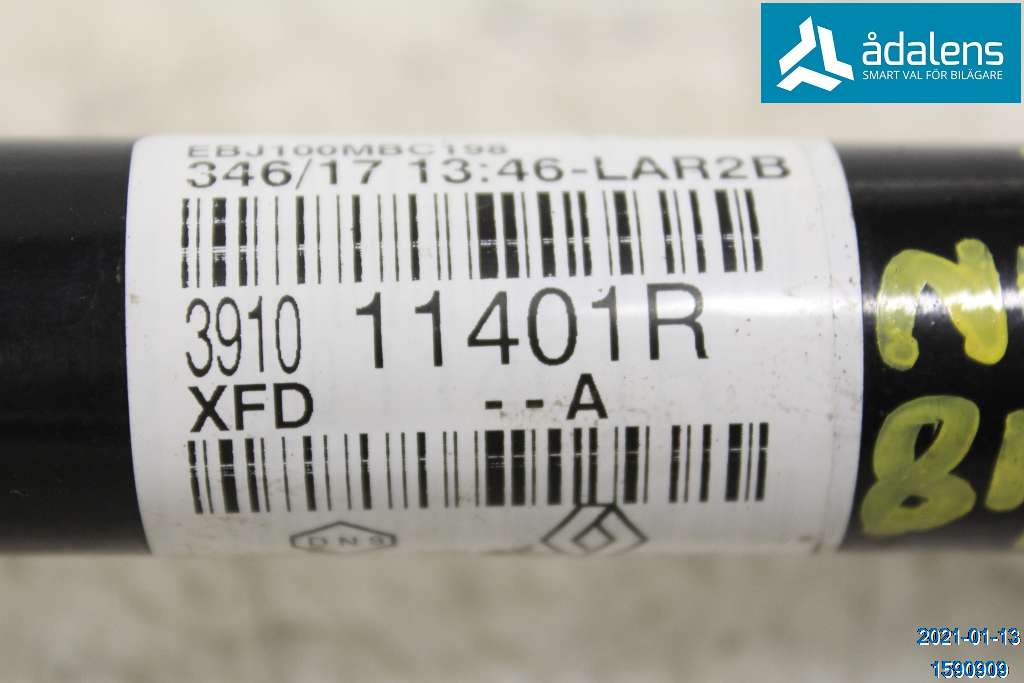 ådalens
SMART VAL FÖR BILÄGARE
EBJ100MBC198
346/17 13:46-LAR2B
3910 11401R
XFD --A
DNS
2021-01-13
1590909